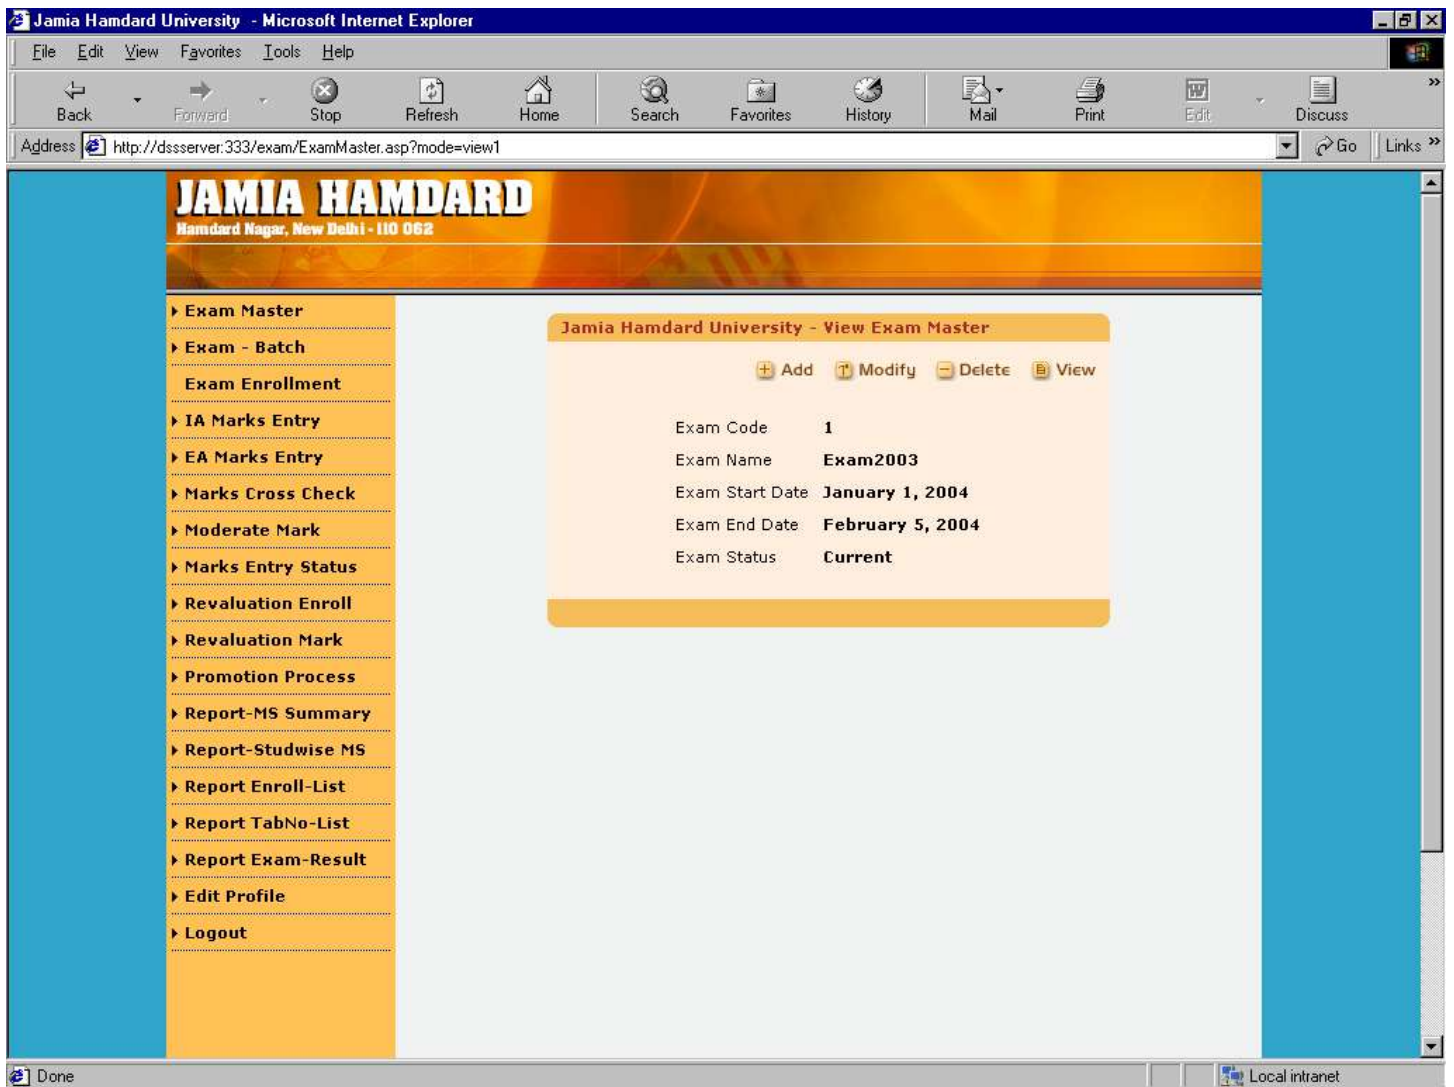 Jamia Hamdard University - Microsoft Internet Explorer
File Edit View Favorites Tools Help
Back Forward Stop Refresh Home Search Favorites History Mail Print Edit Discuss »
Address http://dssserver:333/exam/ExamMaster.asp?mode=view1 Go Links »
JAMIA HAMDARD
Hamdard Nagar, New Delhi - 110 062
Exam Master
Exam - Batch
Exam Enrollment
IA Marks Entry
EA Marks Entry
Marks Cross Check
Moderate Mark
Marks Entry Status
Revaluation Enroll
Revaluation Mark
Promotion Process
Report-MS Summary
Report-Studwise MS
Report Enroll-List
Report TabNo-List
Report Exam-Result
Edit Profile
Logout
Jamia Hamdard University - View Exam Master
Add Modify Delete View
Exam Code 1
Exam Name Exam2003
Exam Start Date January 1, 2004
Exam End Date February 5, 2004
Exam Status Current
Done Local intranet